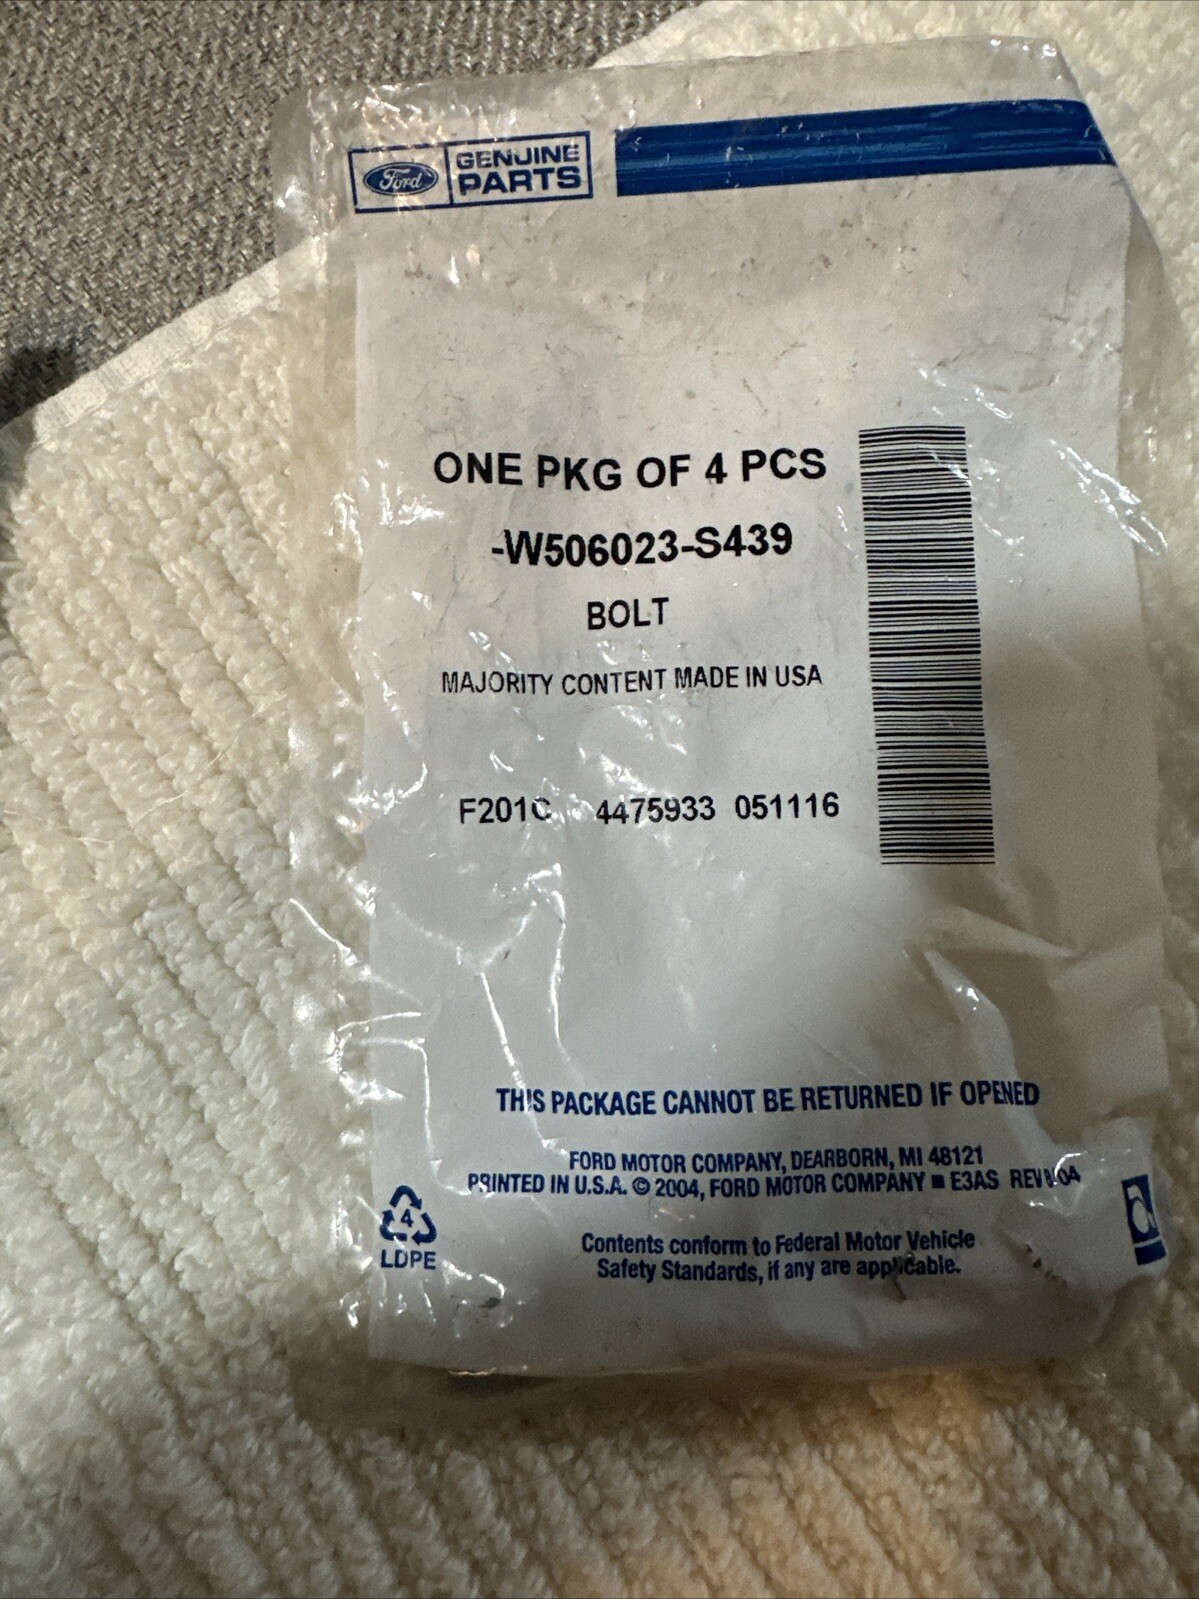 Ford GENUINE PARTS
ONE PKG OF 4 PCS
-W506023-S439
BOLT
MAJORITY CONTENT MADE IN USA
F201C 4475933 051116
THIS PACKAGE CANNOT BE RETURNED IF OPENED
FORD MOTOR COMPANY, DEARBORN, MI 48121
PRINTED IN U.S.A. © 2004, FORD MOTOR COMPANY ■ E3AS REV
4
LDPE
Contents conform to Federal Motor Vehicle
Safety Standards, if any are applicable.